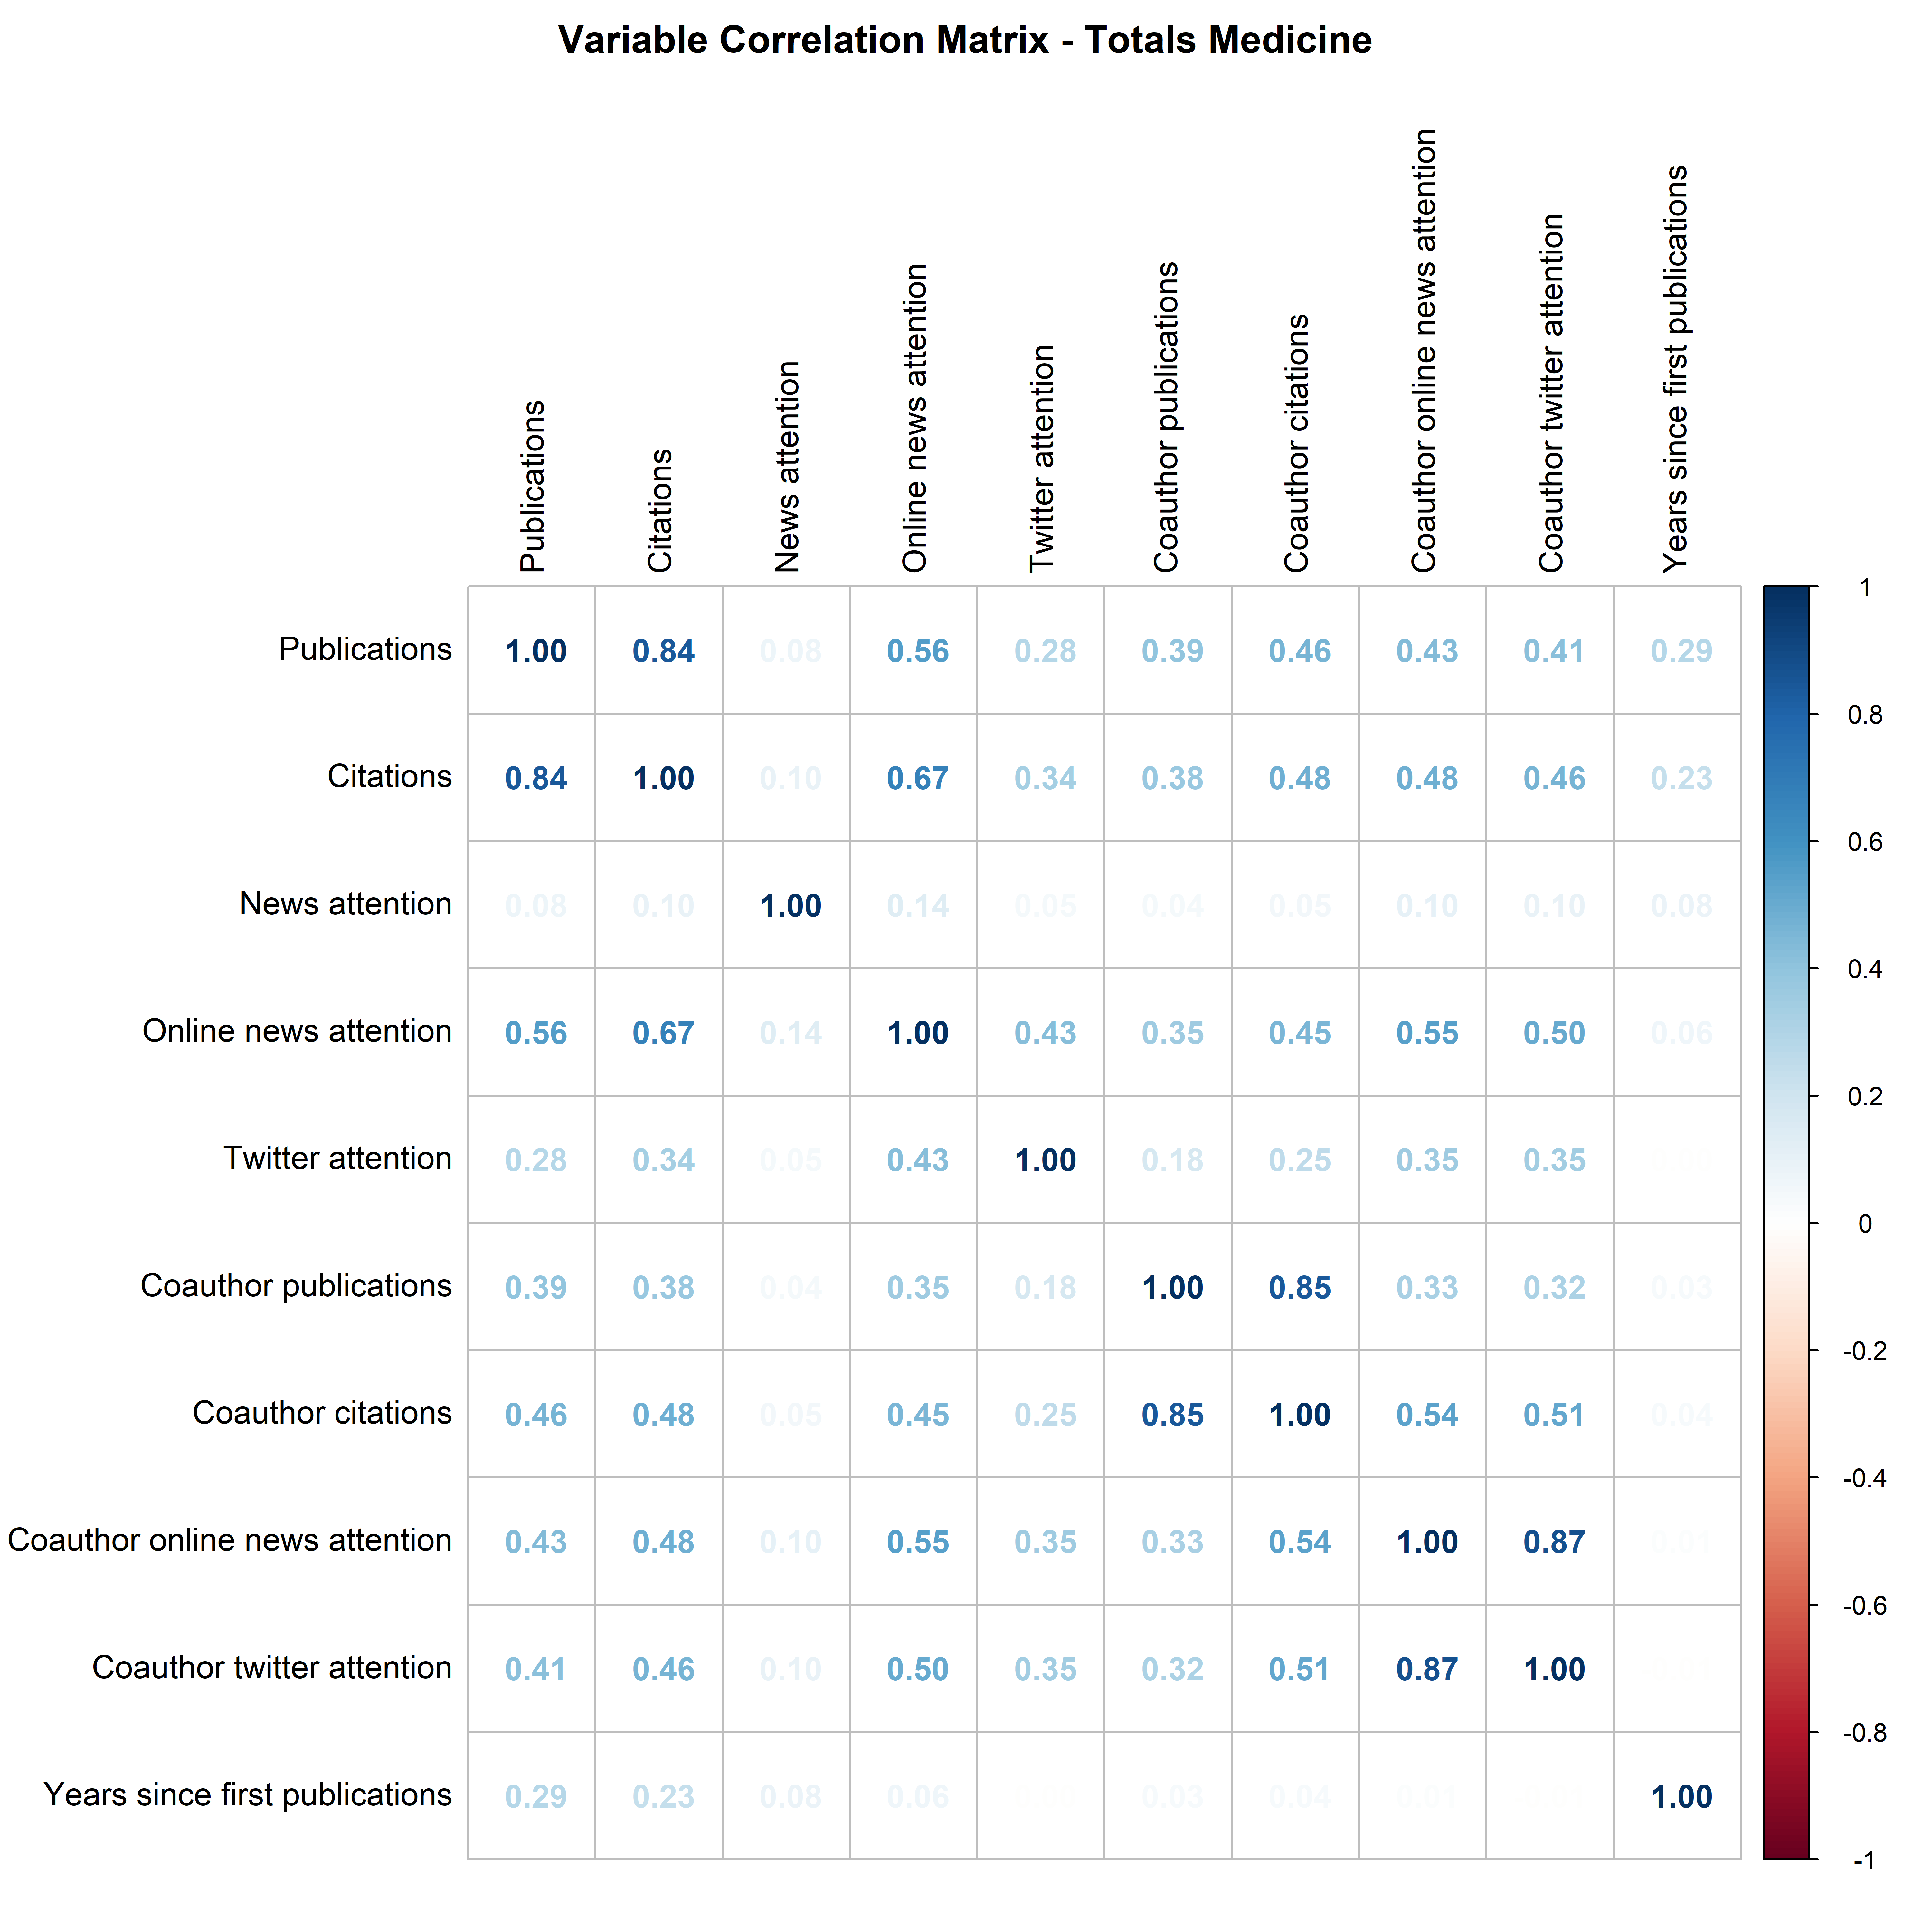 Variable Correlation Matrix - Totals Medicine
Publications
Citations
News attention
Online news attention
Twitter attention
Coauthor publications
Coauthor citations
Coauthor online news attention
Coauthor twitter attention
Years since first publications
Publications 1.00 0.84 0.08 0.56 0.28 0.39 0.46 0.43 0.41 0.29
Citations 0.84 1.00 0.10 0.67 0.34 0.38 0.48 0.48 0.46 0.23
News attention 0.08 0.10 1.00 0.14 0.05 0.04 0.05 0.10 0.10 0.08
Online news attention 0.56 0.67 0.14 1.00 0.43 0.35 0.45 0.55 0.50 0.06
Twitter attention 0.28 0.34 0.05 0.43 1.00 0.18 0.25 0.35 0.35
Coauthor publications 0.39 0.38 0.04 0.35 0.18 1.00 0.85 0.33 0.32 0.03
Coauthor citations 0.46 0.48 0.05 0.45 0.25 0.85 1.00 0.54 0.51 0.04
Coauthor online news attention 0.43 0.48 0.10 0.55 0.35 0.33 0.54 1.00 0.87 0.01
Coauthor twitter attention 0.41 0.46 0.10 0.50 0.35 0.32 0.51 0.87 1.00
Years since first publications 0.29 0.23 0.08 0.06 0.03 0.04 0.01 1.00
1
0.8
0.6
0.4
0.2
0
-0.2
-0.4
-0.6
-0.8
-1